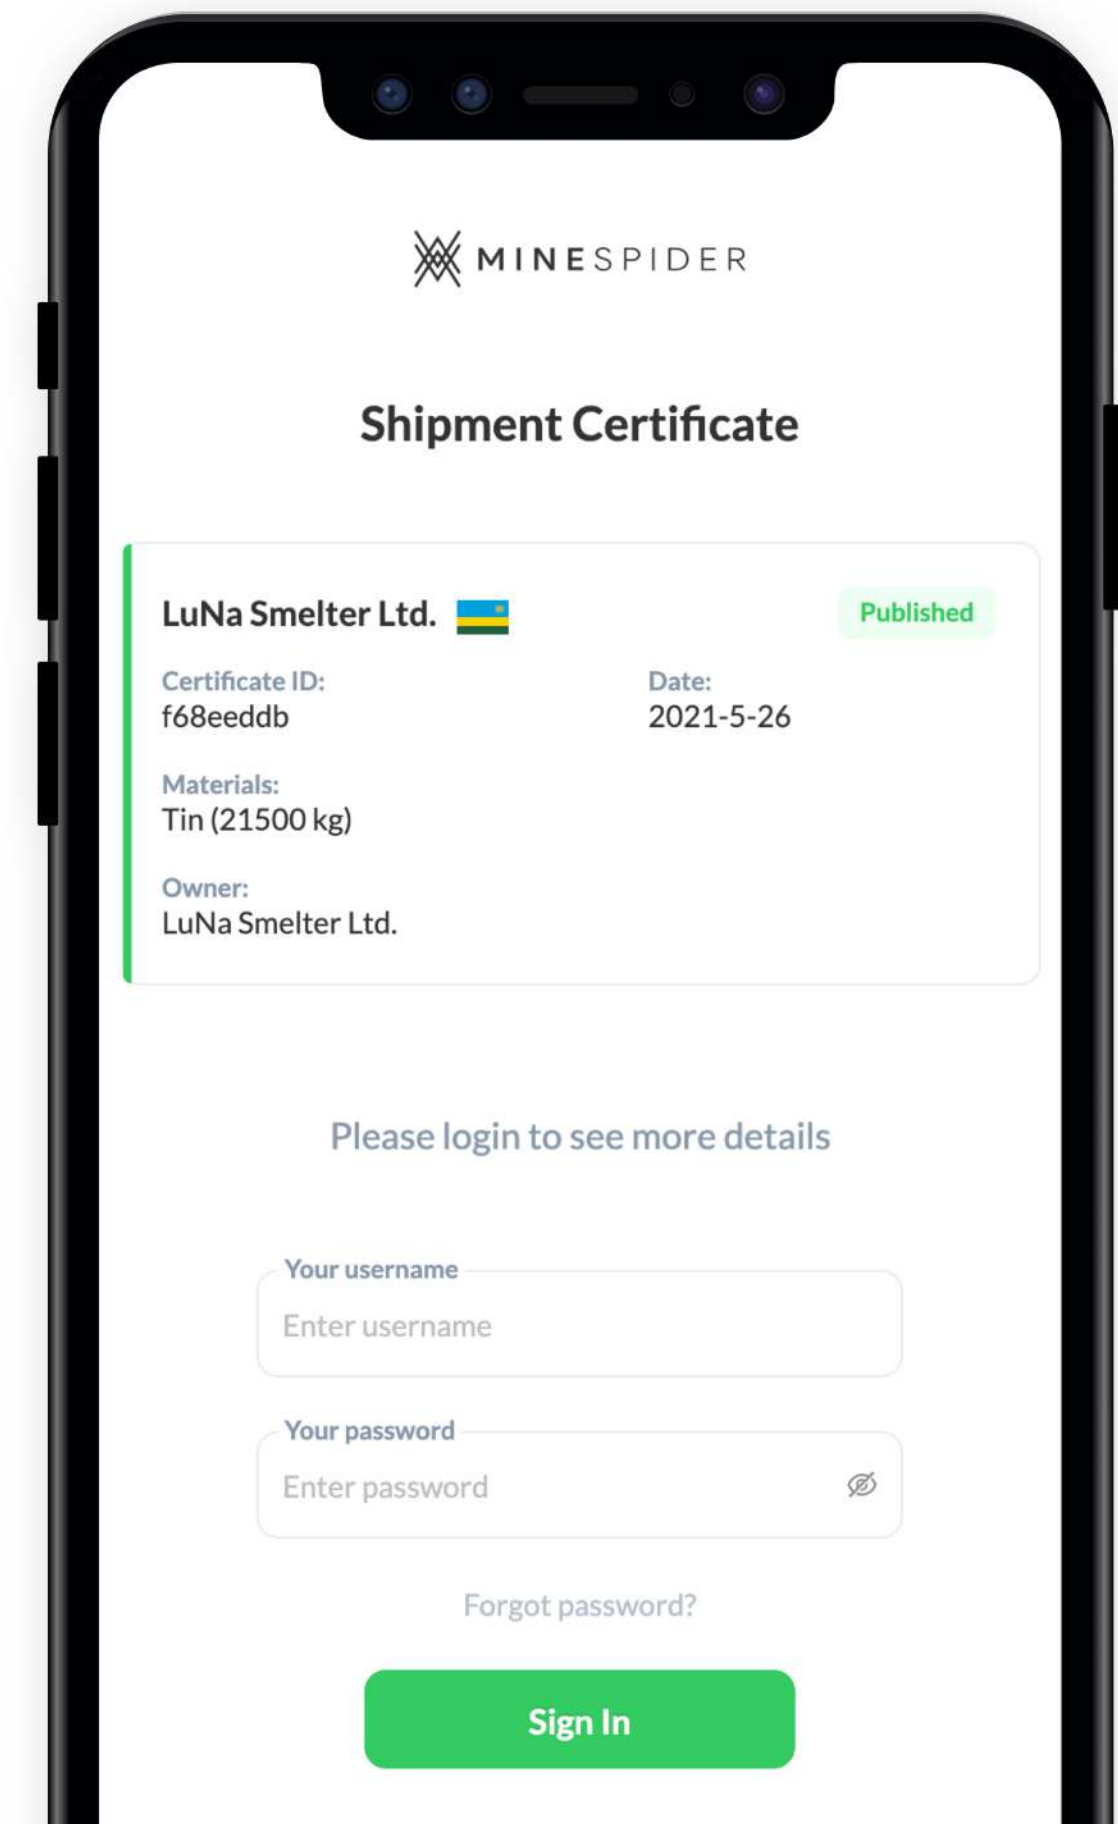 MINESPIDER
Shipment Certificate
LuNa Smelter Ltd.
Published
Certificate ID:
Date:
f68eeddb
2021-5-26
Materials:
Tin (21500 kg)
Owner:
LuNa Smelter Ltd.
Please login to see more details
Your username
Enter username
Your password
Enter password
Forgot password?
Sign In